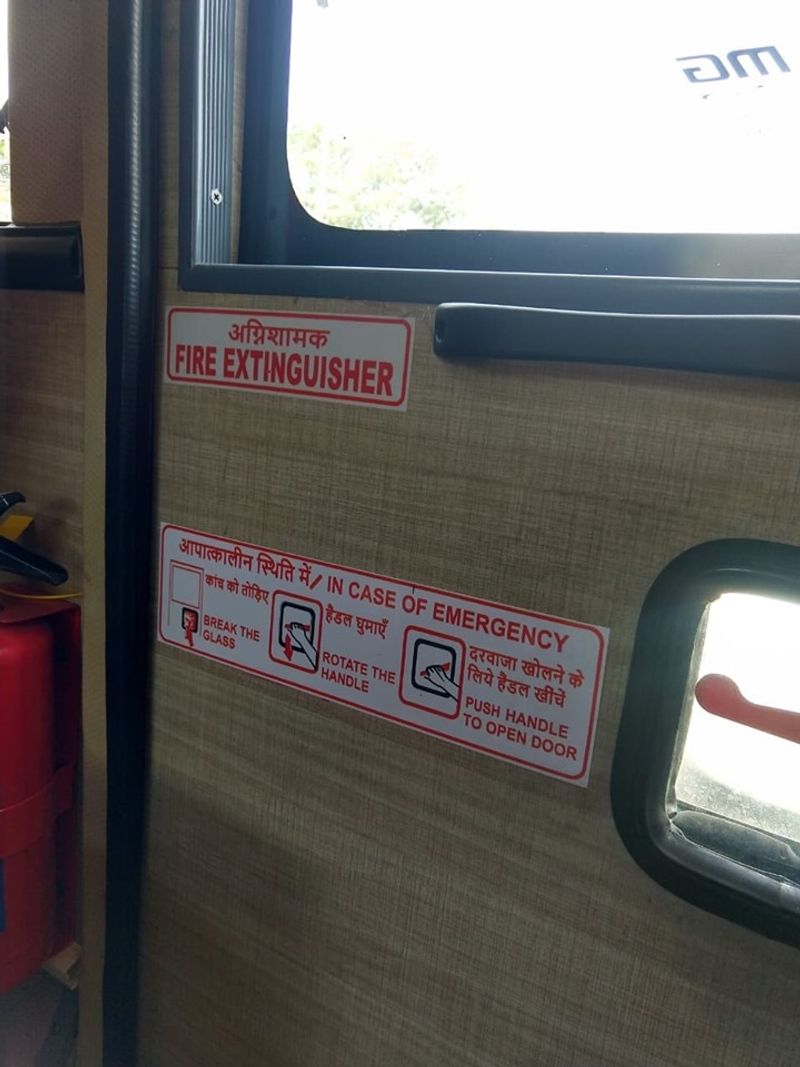 MG
अग्निशामक
FIRE EXTINGUISHER
आपात्कालीन स्थिति में/ IN CASE OF EMERGENCY
कांच को तोड़िए
BREAK THE
GLASS
हैडल घुमाएँ
ROTATE THE
HANDLE
दरवाजा खोलने के
लिये हैडल खींचें
PUSH HANDLE
TO OPEN DOOR